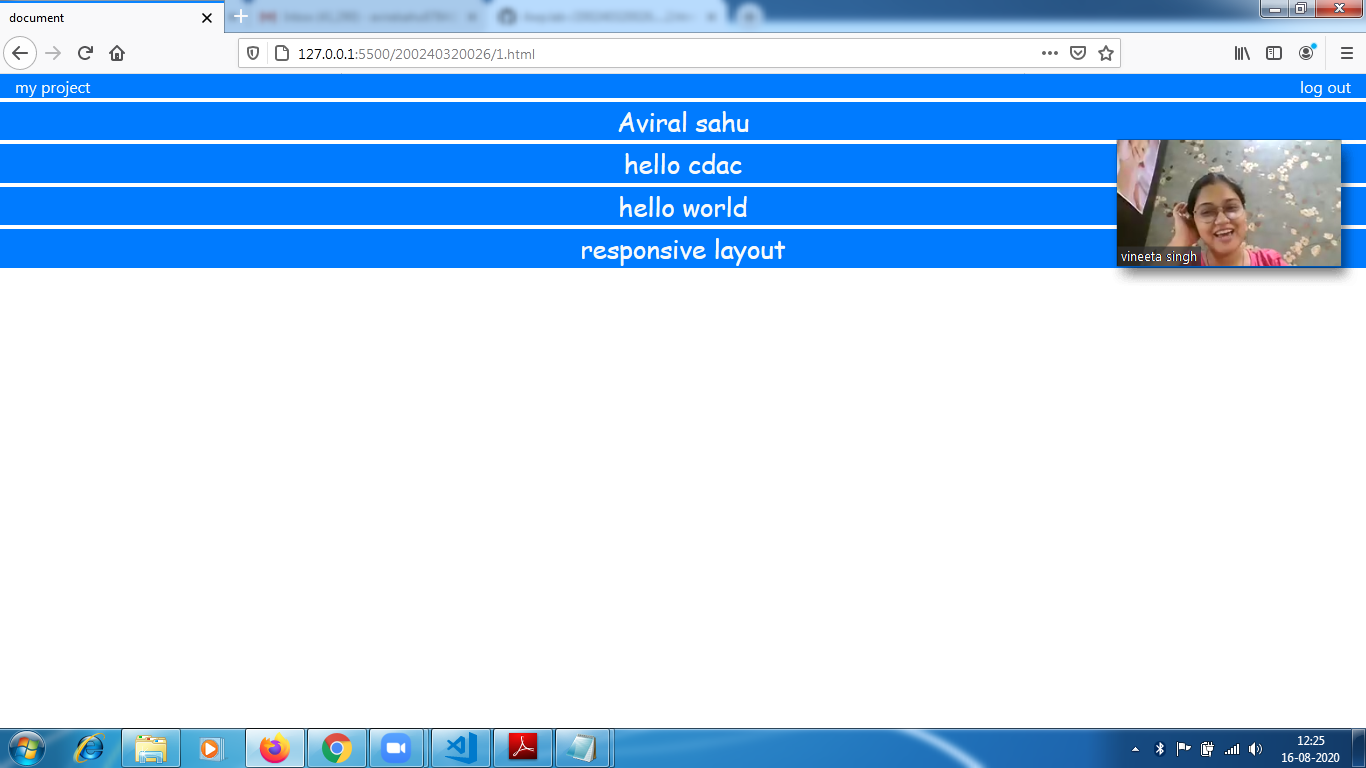 document
127.0.0.1:5500/200240320026/1.html
my project
log out
Aviral sahu
hello cdac
hello world
responsive layout
vineeta singh
12:25
16-08-2020